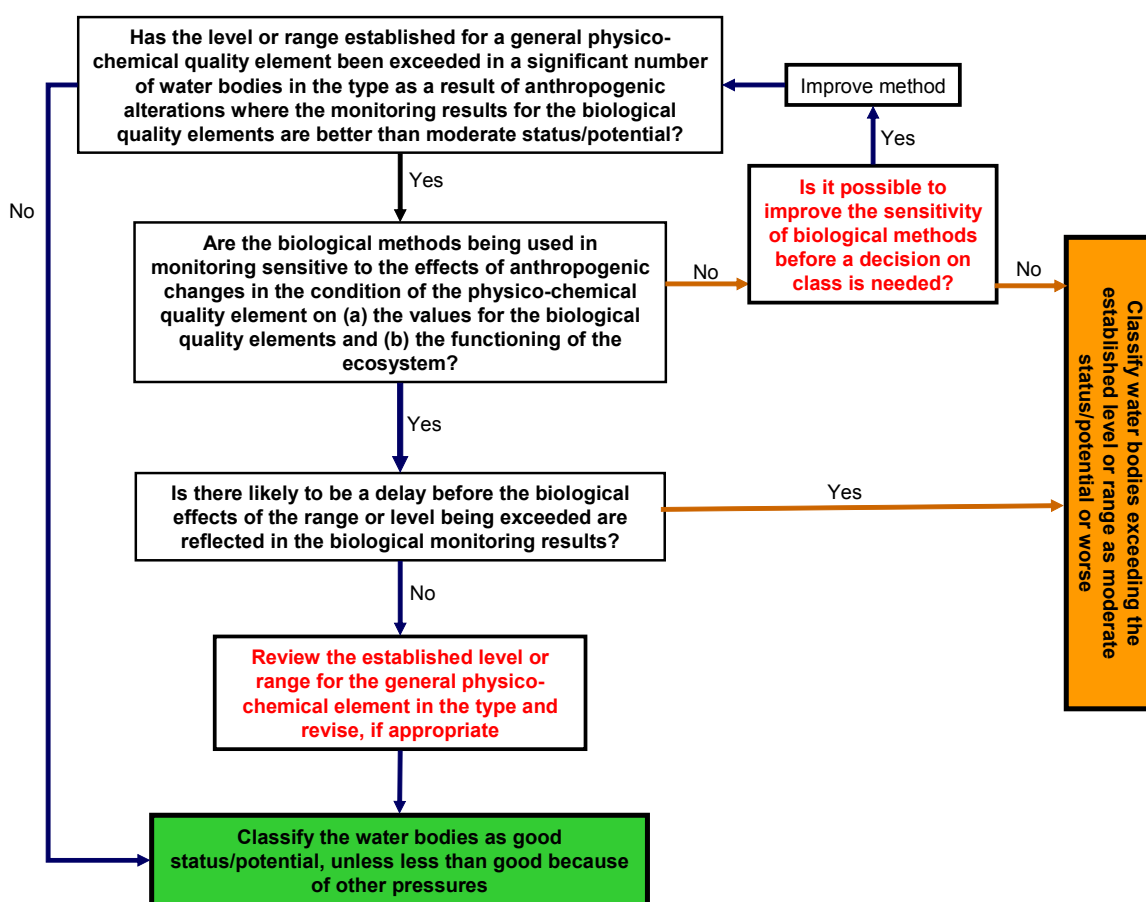 Has the level or range established for a general physico-
chemical quality element been exceeded in a significant number
of water bodies in the type as a result of anthropogenic
alterations where the monitoring results for the biological
quality elements are better than moderate status/potential?
Improve method
Yes
Yes
No
Is it possible to
improve the sensitivity
of biological methods
before a decision on
class is needed?
Are the biological methods being used in
monitoring sensitive to the effects of anthropogenic
changes in the condition of the physico-chemical
quality element on (a) the values for the biological
quality elements and (b) the functioning of the
ecosystem?
No
No
Classify water bodies exceeding the
established level or range as moderate
status/potential or worse
Yes
Is there likely to be a delay before the biological
effects of the range or level being exceeded are
reflected in the biological monitoring results?
Yes
No
Review the established level or
range for the general physico-
chemical element in the type and
revise, if appropriate
Classify the water bodies as good
status/potential, unless less than good because
of other pressures